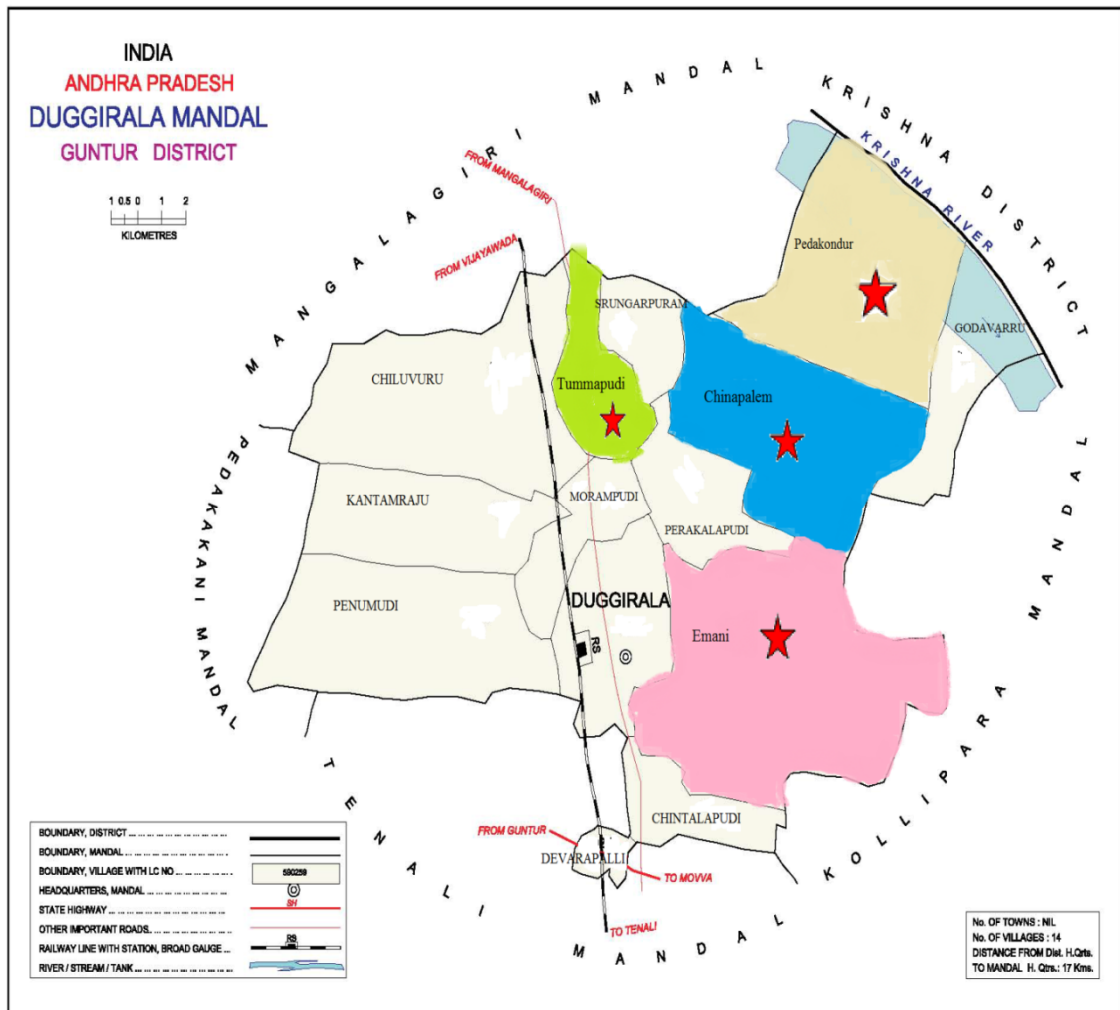 INDIA
ANDHRA PRADESH
DUGGIRALA MANDAL
GUNTUR DISTRICT
1 0.5 0 1 2
KILOMETRES
MANGALAGIRI MANDAL
KRISHNA DISTRICT
KRISHNA RIVER
FROM MANGALAGIRI
FROM VIJAYAWADA
Pedakondur
SRUNGARPURAM
GODAVARRU
CHILUVURU
Tummapudi
Chinapalem
PEDAKAKANI MANDAL
KANTAMRAJU
MORAMPUDI
PERAKALAPUDI
PENUMUDI
DUGGIRALA
RS
Emani
KOLLIPARA MANDAL
CHINTALAPUDI
FROM GUNTUR
DEVARAPALLI
TO MOVVA
TO TENALI
TENALI MANDAL
BOUNDARY, DISTRICT
BOUNDARY, MANDAL
BOUNDARY, VILLAGE WITH LC NO
590259
HEADQUARTERS, MANDAL
SH
STATE HIGHWAY
OTHER IMPORTANT ROADS
RS
RAILWAY LINE WITH STATION, BROAD GAUGE
RIVER / STREAM / TANK
No. OF TOWNS : NIL
No. OF VILLAGES : 14
DISTANCE FROM Dist. H.Qrts.
TO MANDAL H. Qtrs.: 17 Kms.